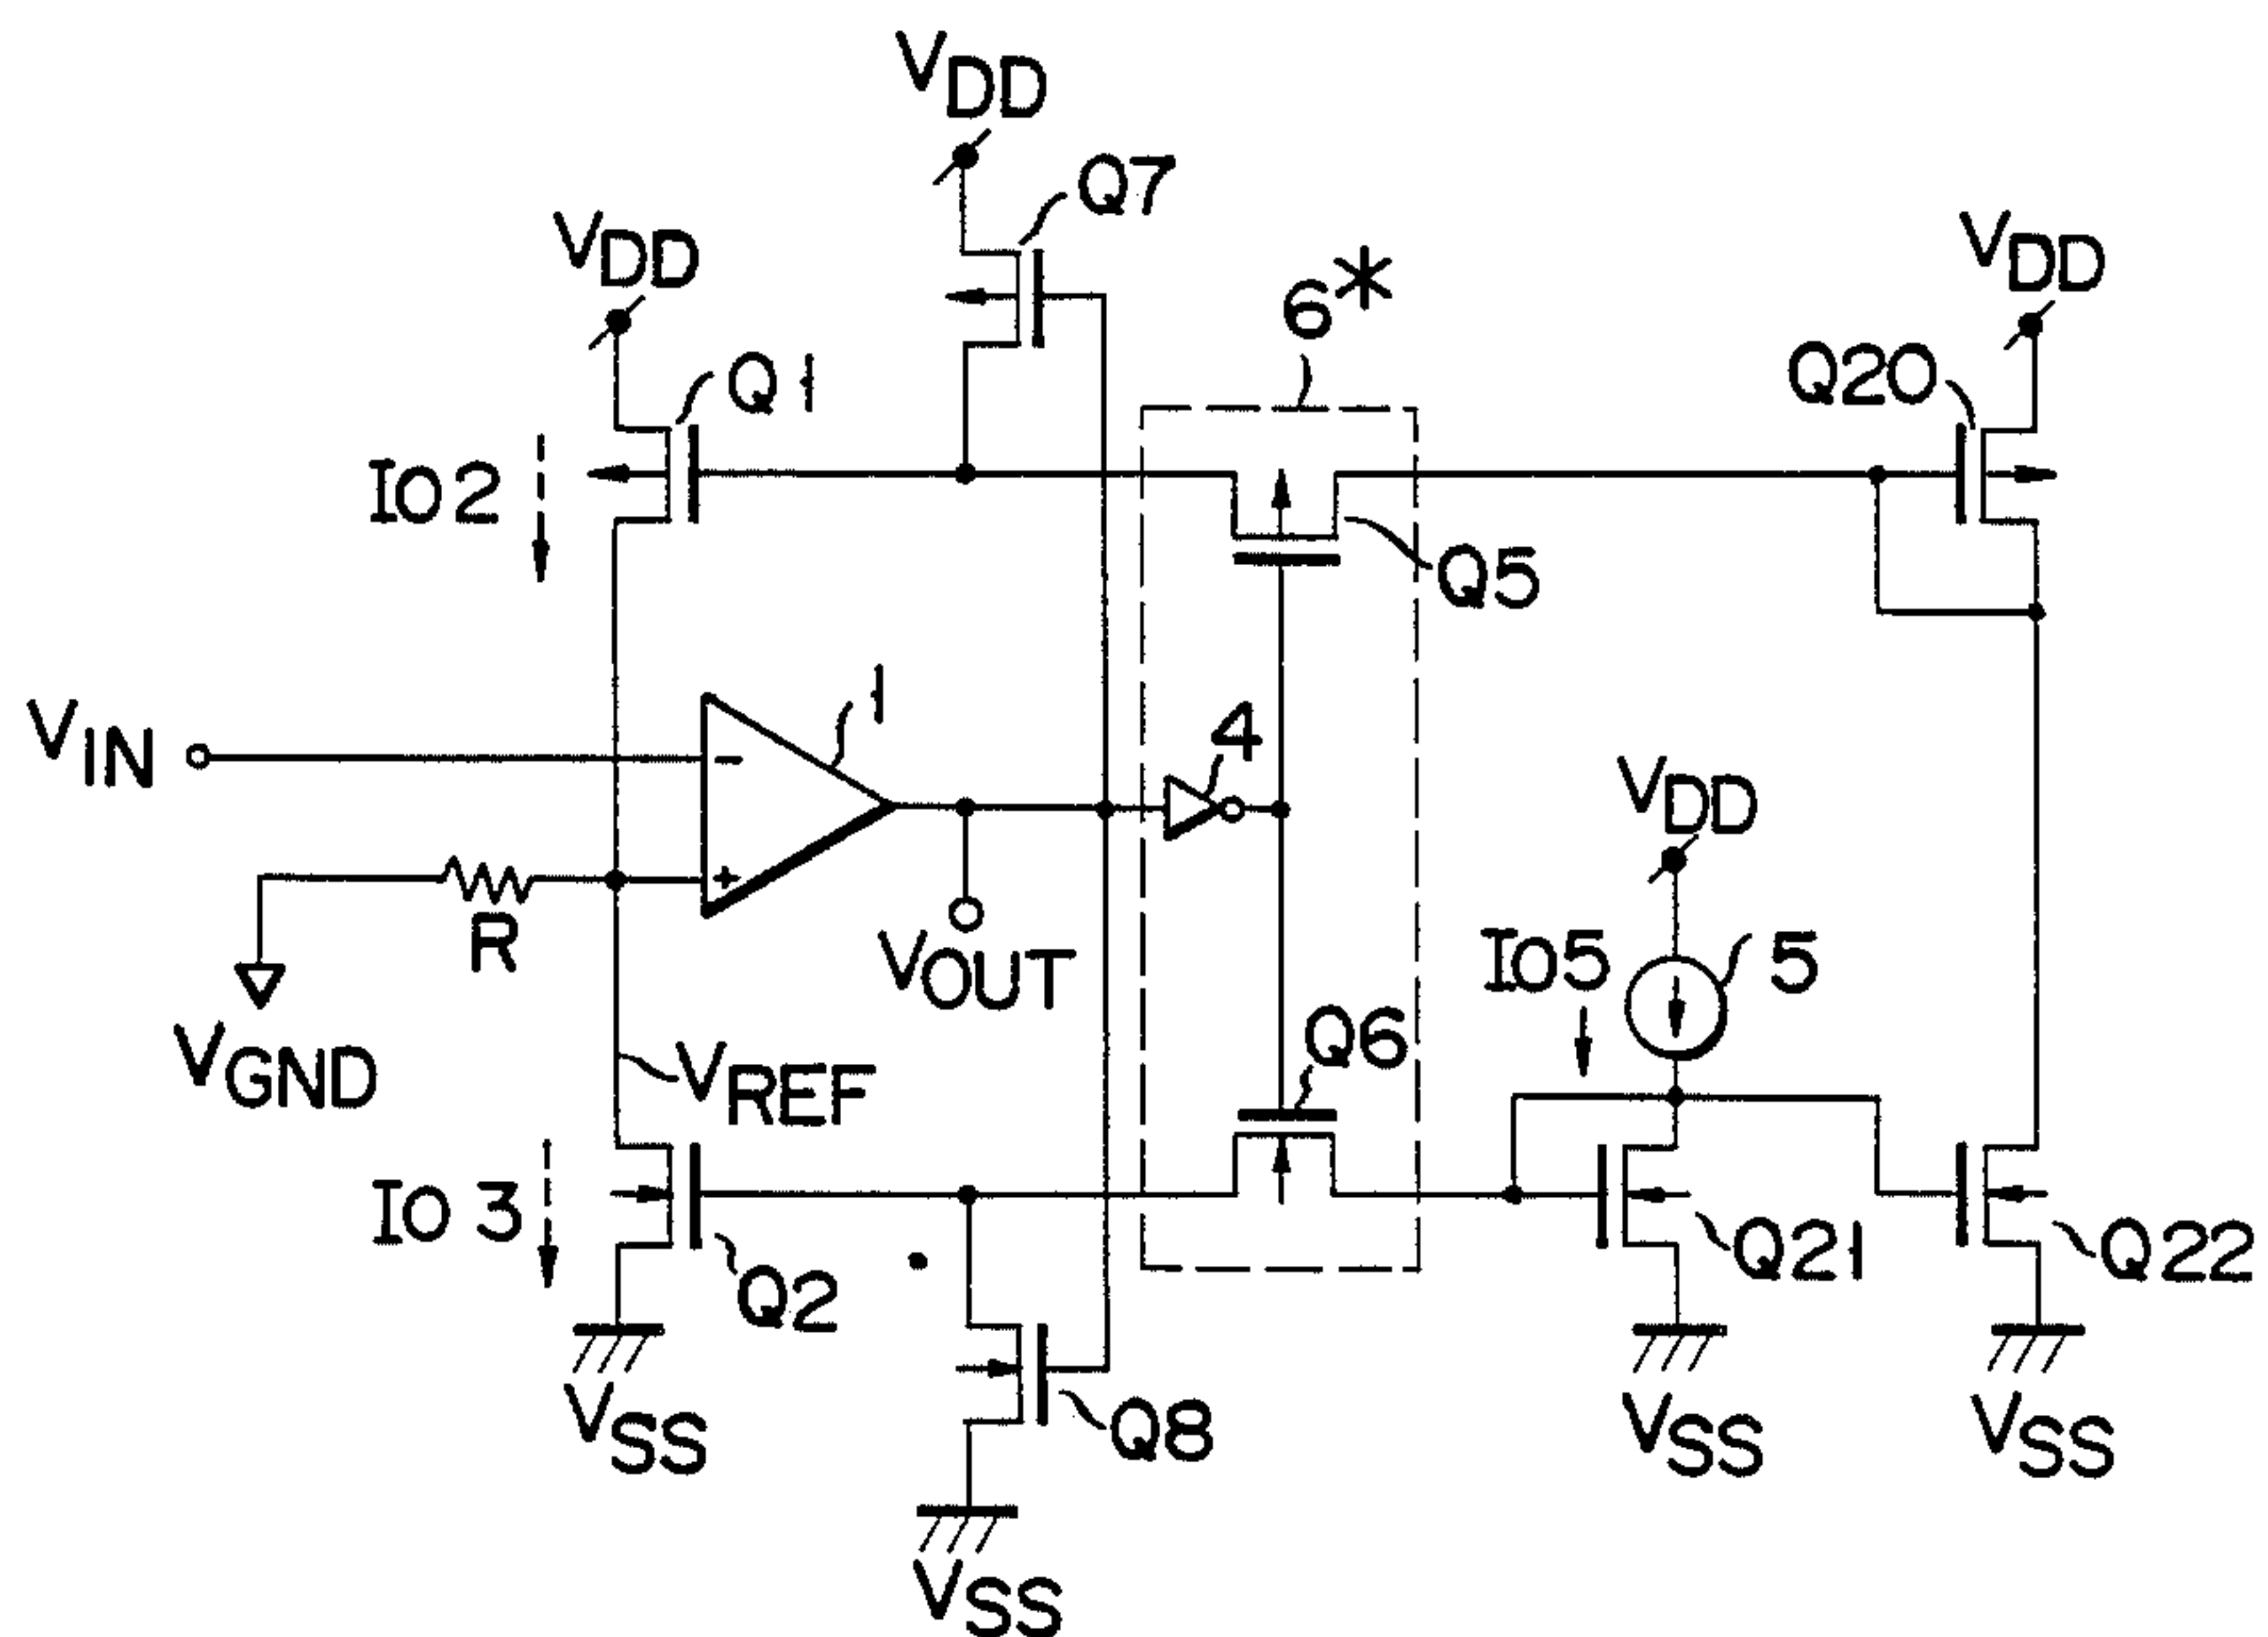 VDD
Q7
VDD
6*
VDD
Q1
Q20
IO2
Q5
1
VIN
-
4
VDD
+
R
VOUT
IO5
5
VGND
VREF
Q6
IO3
Q2
Q21
Q22
VSS
Q8
VSS
VSS
VSS